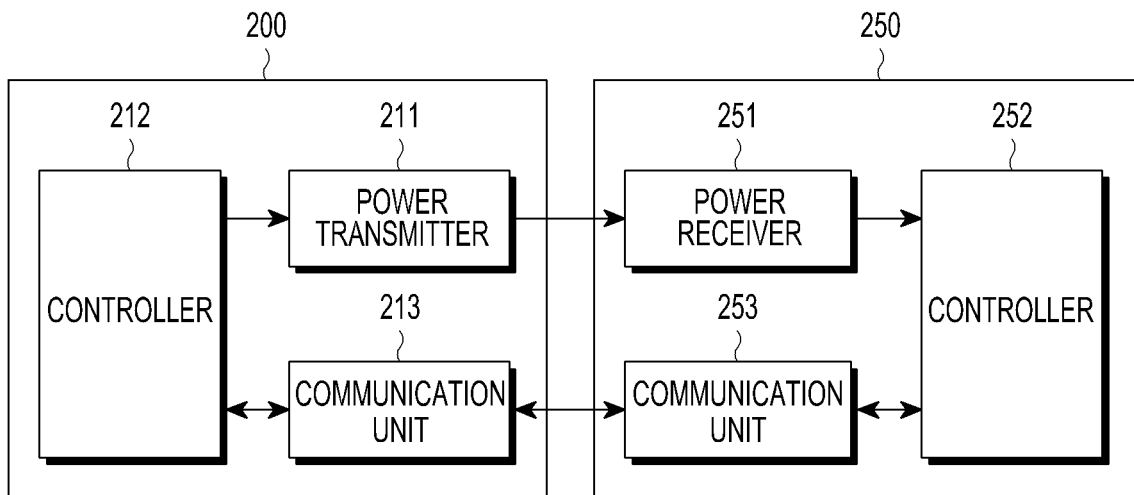 200
250
212
211
251
252
POWER
TRANSMITTER
POWER
RECEIVER
CONTROLLER
CONTROLLER
213
253
COMMUNICATION
UNIT
COMMUNICATION
UNIT